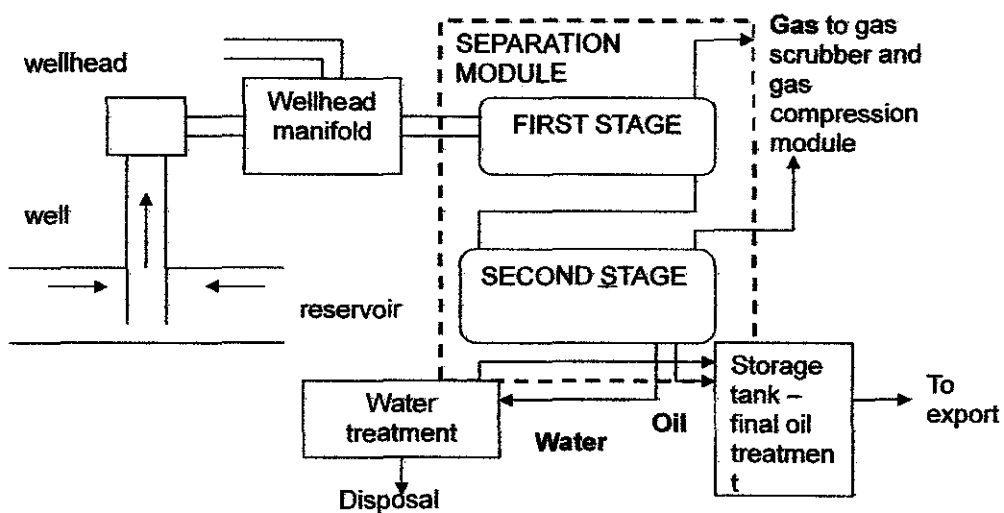 SEPARATION
MODULE
Gas to gas
scrubber and
gas
compression
module
wellhead
Wellhead
manifold
FIRST STAGE
well
SECOND STAGE
reservoir
Storage
tank –
final oil
treatmen
t
To
export
Water
treatment
Oil
Water
Disposal